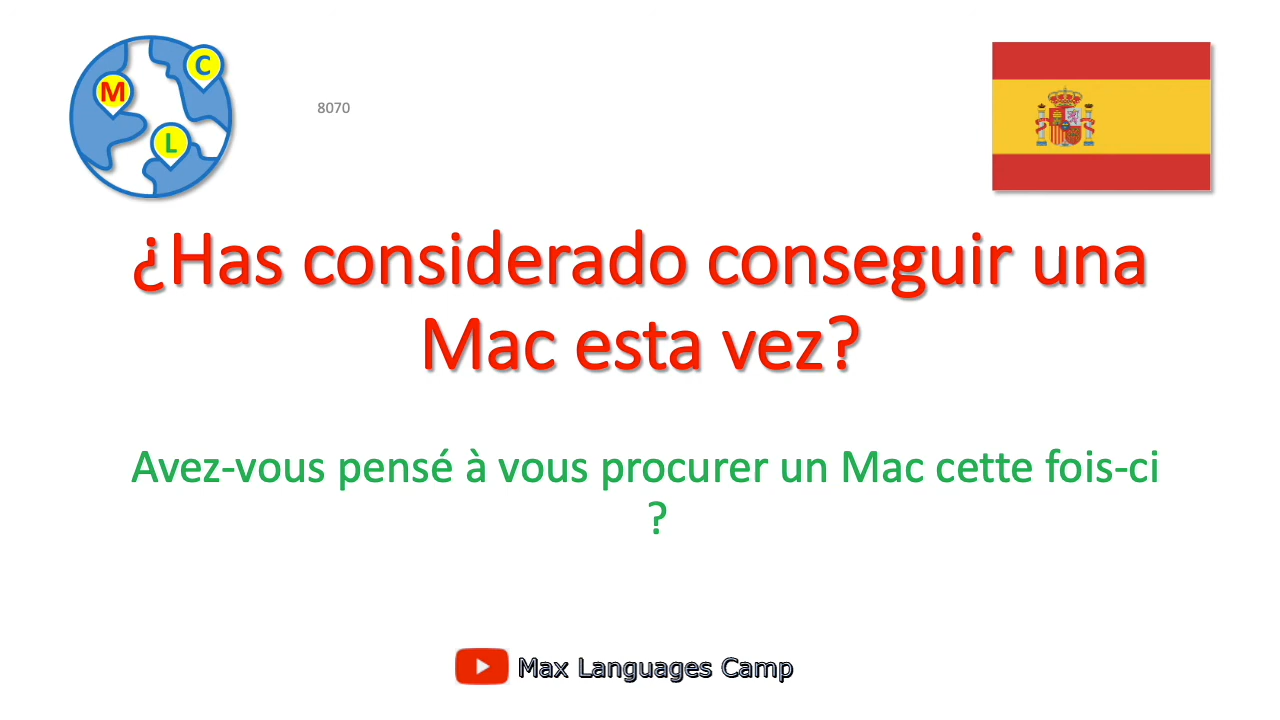 M
C
L
8070
¿Has considerado conseguir una
Mac esta vez?
Avez-vous pensé à vous procurer un Mac cette fois-ci
?
Max Languages Camp